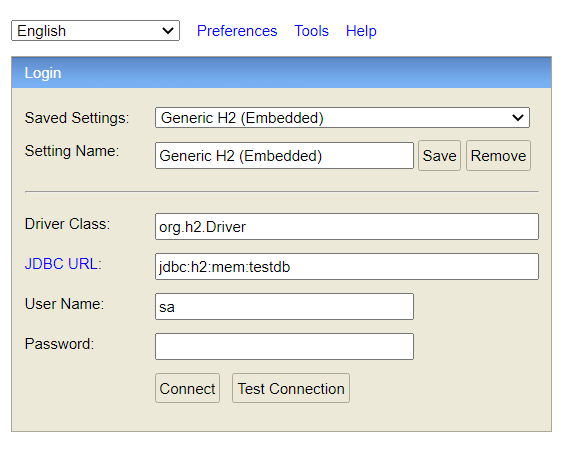 English Preferences Tools Help
Login
Saved Settings: Generic H2 (Embedded)
Setting Name: Generic H2 (Embedded) Save Remove
Driver Class: org.h2.Driver
JDBC URL: jdbc:h2:mem:testdb
User Name: sa
Password:
Connect Test Connection